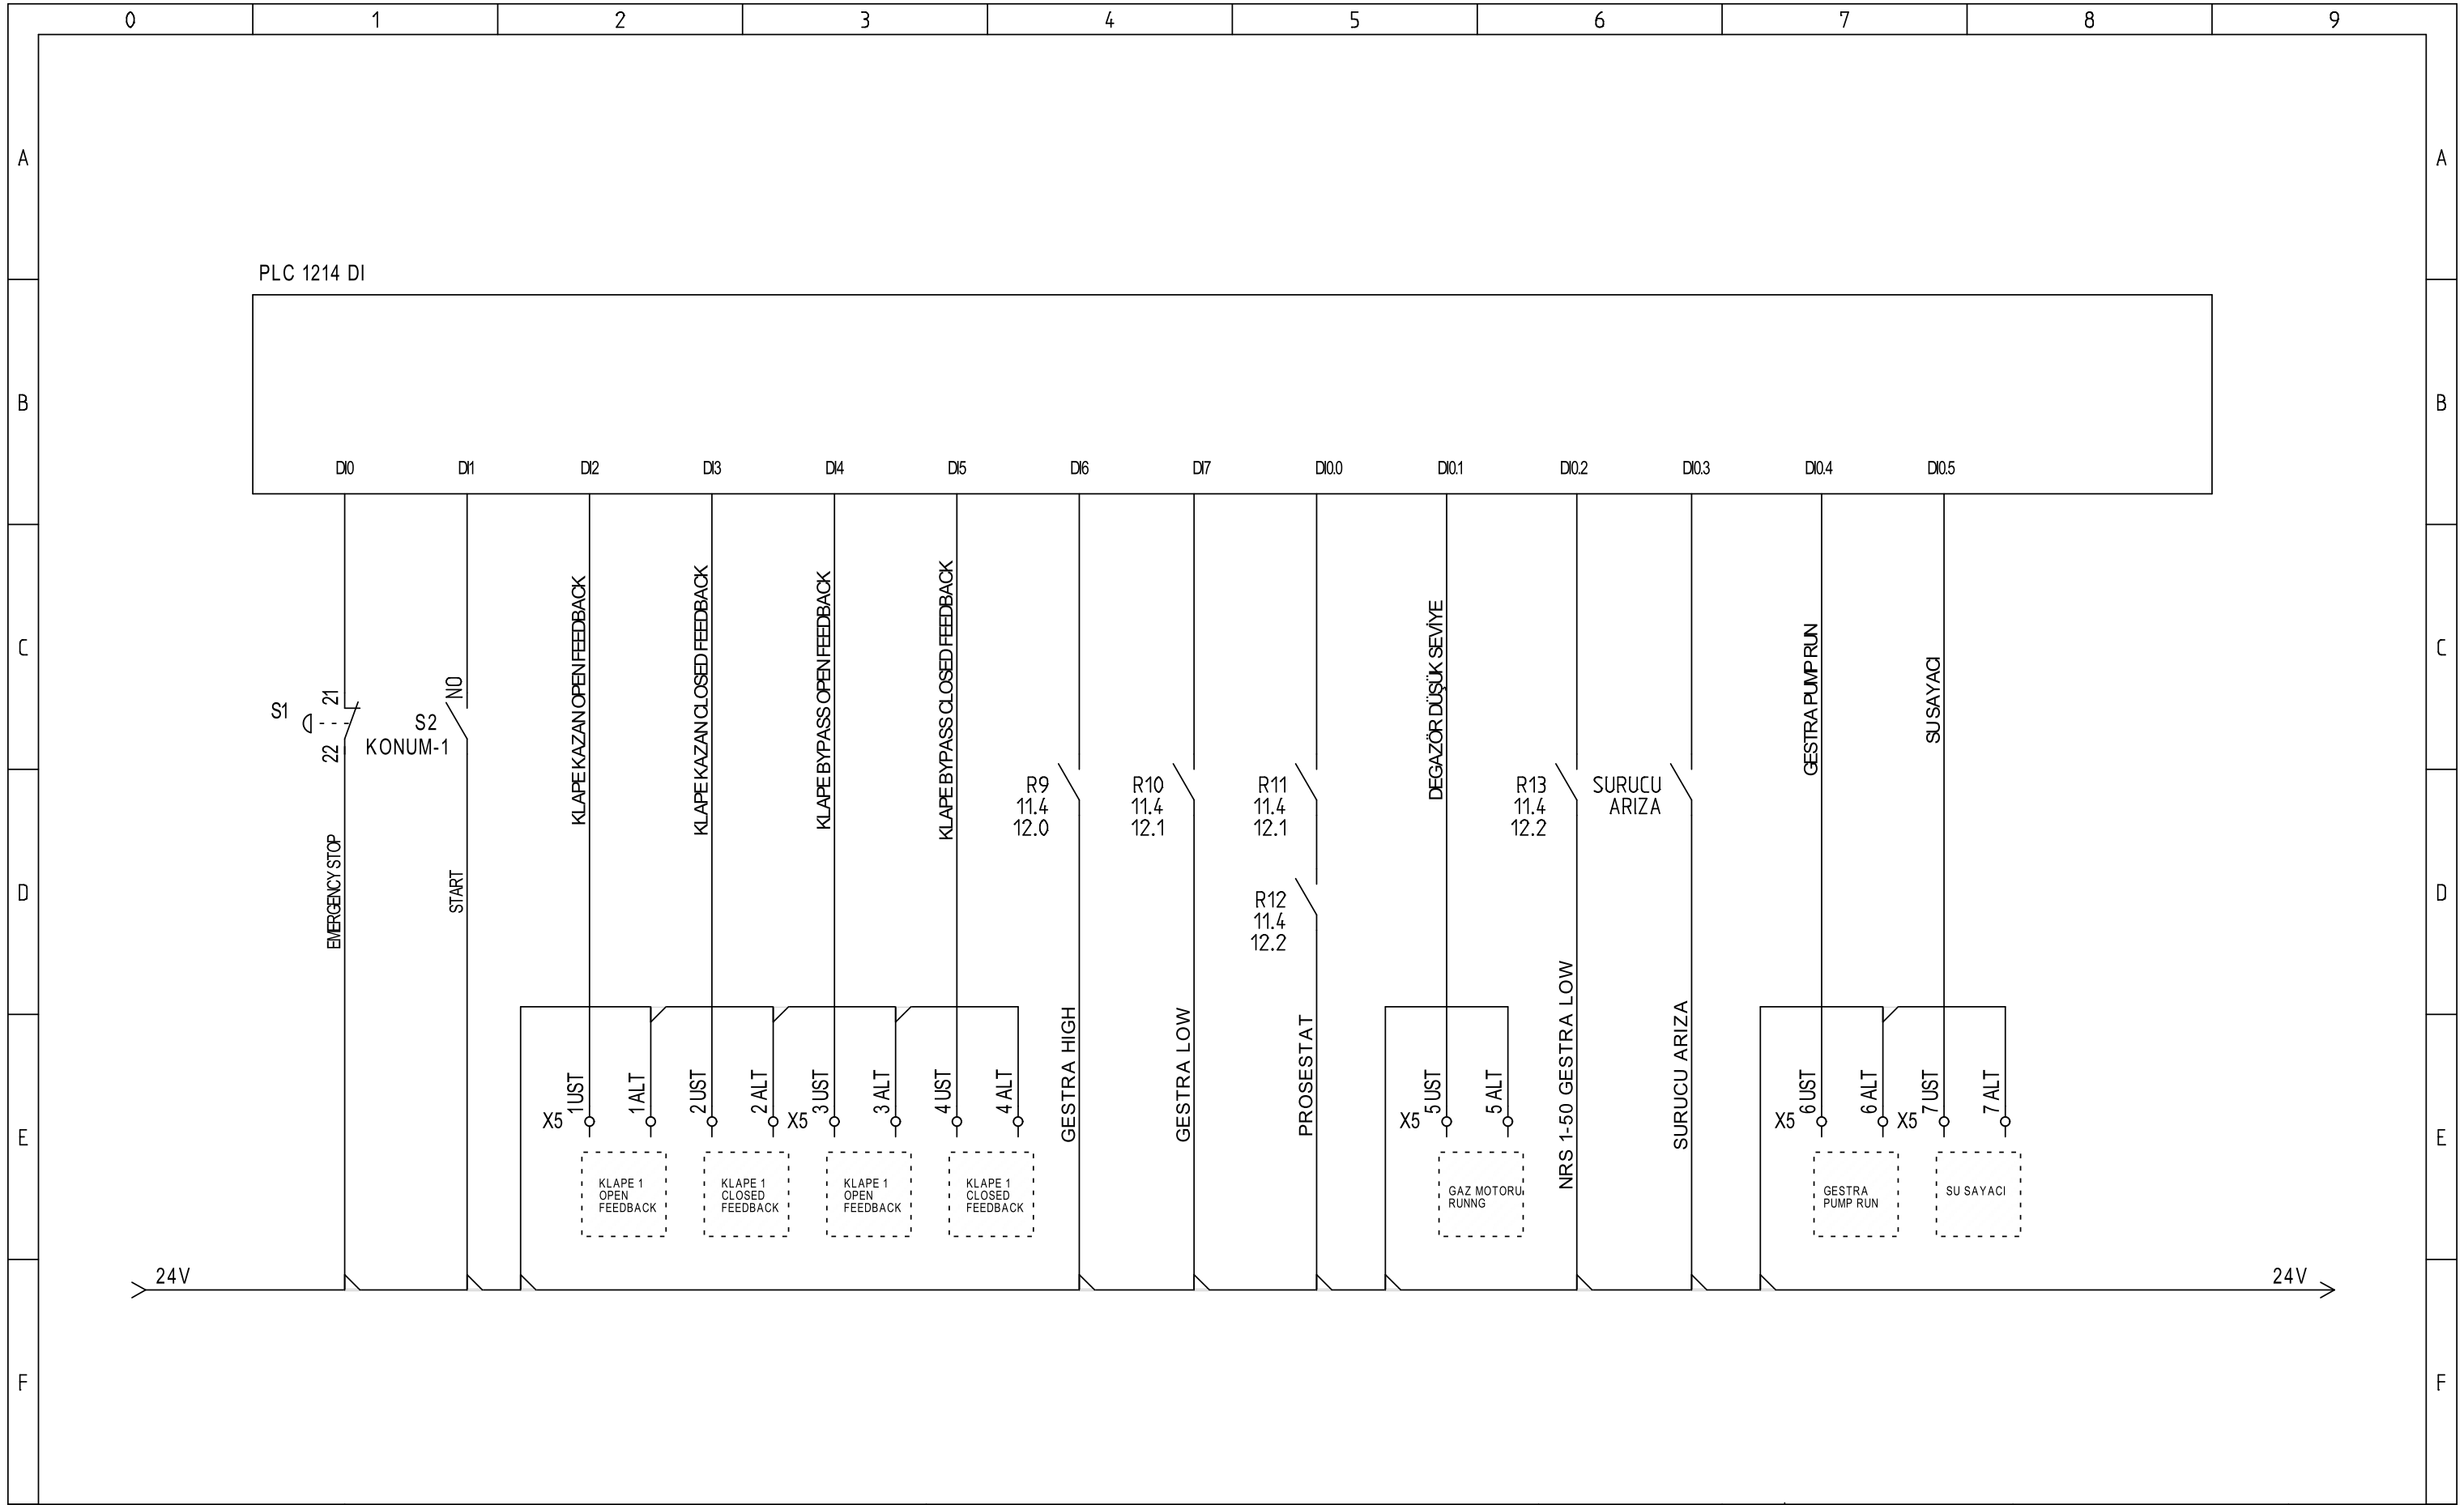 0 1 2 3 4 5 6 7 8 9
A A
PLC 1214 DI
B B
DI0 DI1 DI2 DI3 DI4 DI5 DI6 DI7 DI0.0 DI0.1 DI0.2 DI0.3 DI0.4 DI0.5
C C
KLAPE KAZAN OPEN FEEDBACK
KLAPE KAZAN CLOSED FEEDBACK
KLAPE BYPASS OPEN FEEDBACK
KLAPE BYPASS CLOSED FEEDBACK
DEGAZÖR DÜŞÜK SEVİYE
GESTRA PUMP RUN
SU SAYACI
S1
21
22
NO
S2
KONUM-1
R9
11.4
12.0
R10
11.4
12.1
R11
11.4
12.1
R13
11.4
12.2
SURUCU
ARIZA
D D
EMERGENCY STOP
START
R12
11.4
12.2
GESTRA HIGH
GESTRA LOW
PROSESTAT
NRS 1-50 GESTRA LOW
SURUCU ARIZA
E E
X5
1 UST
1 ALT
2 UST
2 ALT
X5
3 UST
3 ALT
4 UST
4 ALT
X5
5 UST
5 ALT
X5
6 UST
6 ALT
X5
7 UST
7 ALT
KLAPE 1
OPEN
FEEDBACK
KLAPE 1
CLOSED
FEEDBACK
KLAPE 1
OPEN
FEEDBACK
KLAPE 1
CLOSED
FEEDBACK
GAZ MOTORU
RUNNG
GESTRA
PUMP RUN
SU SAYACI
24V 24V
F F